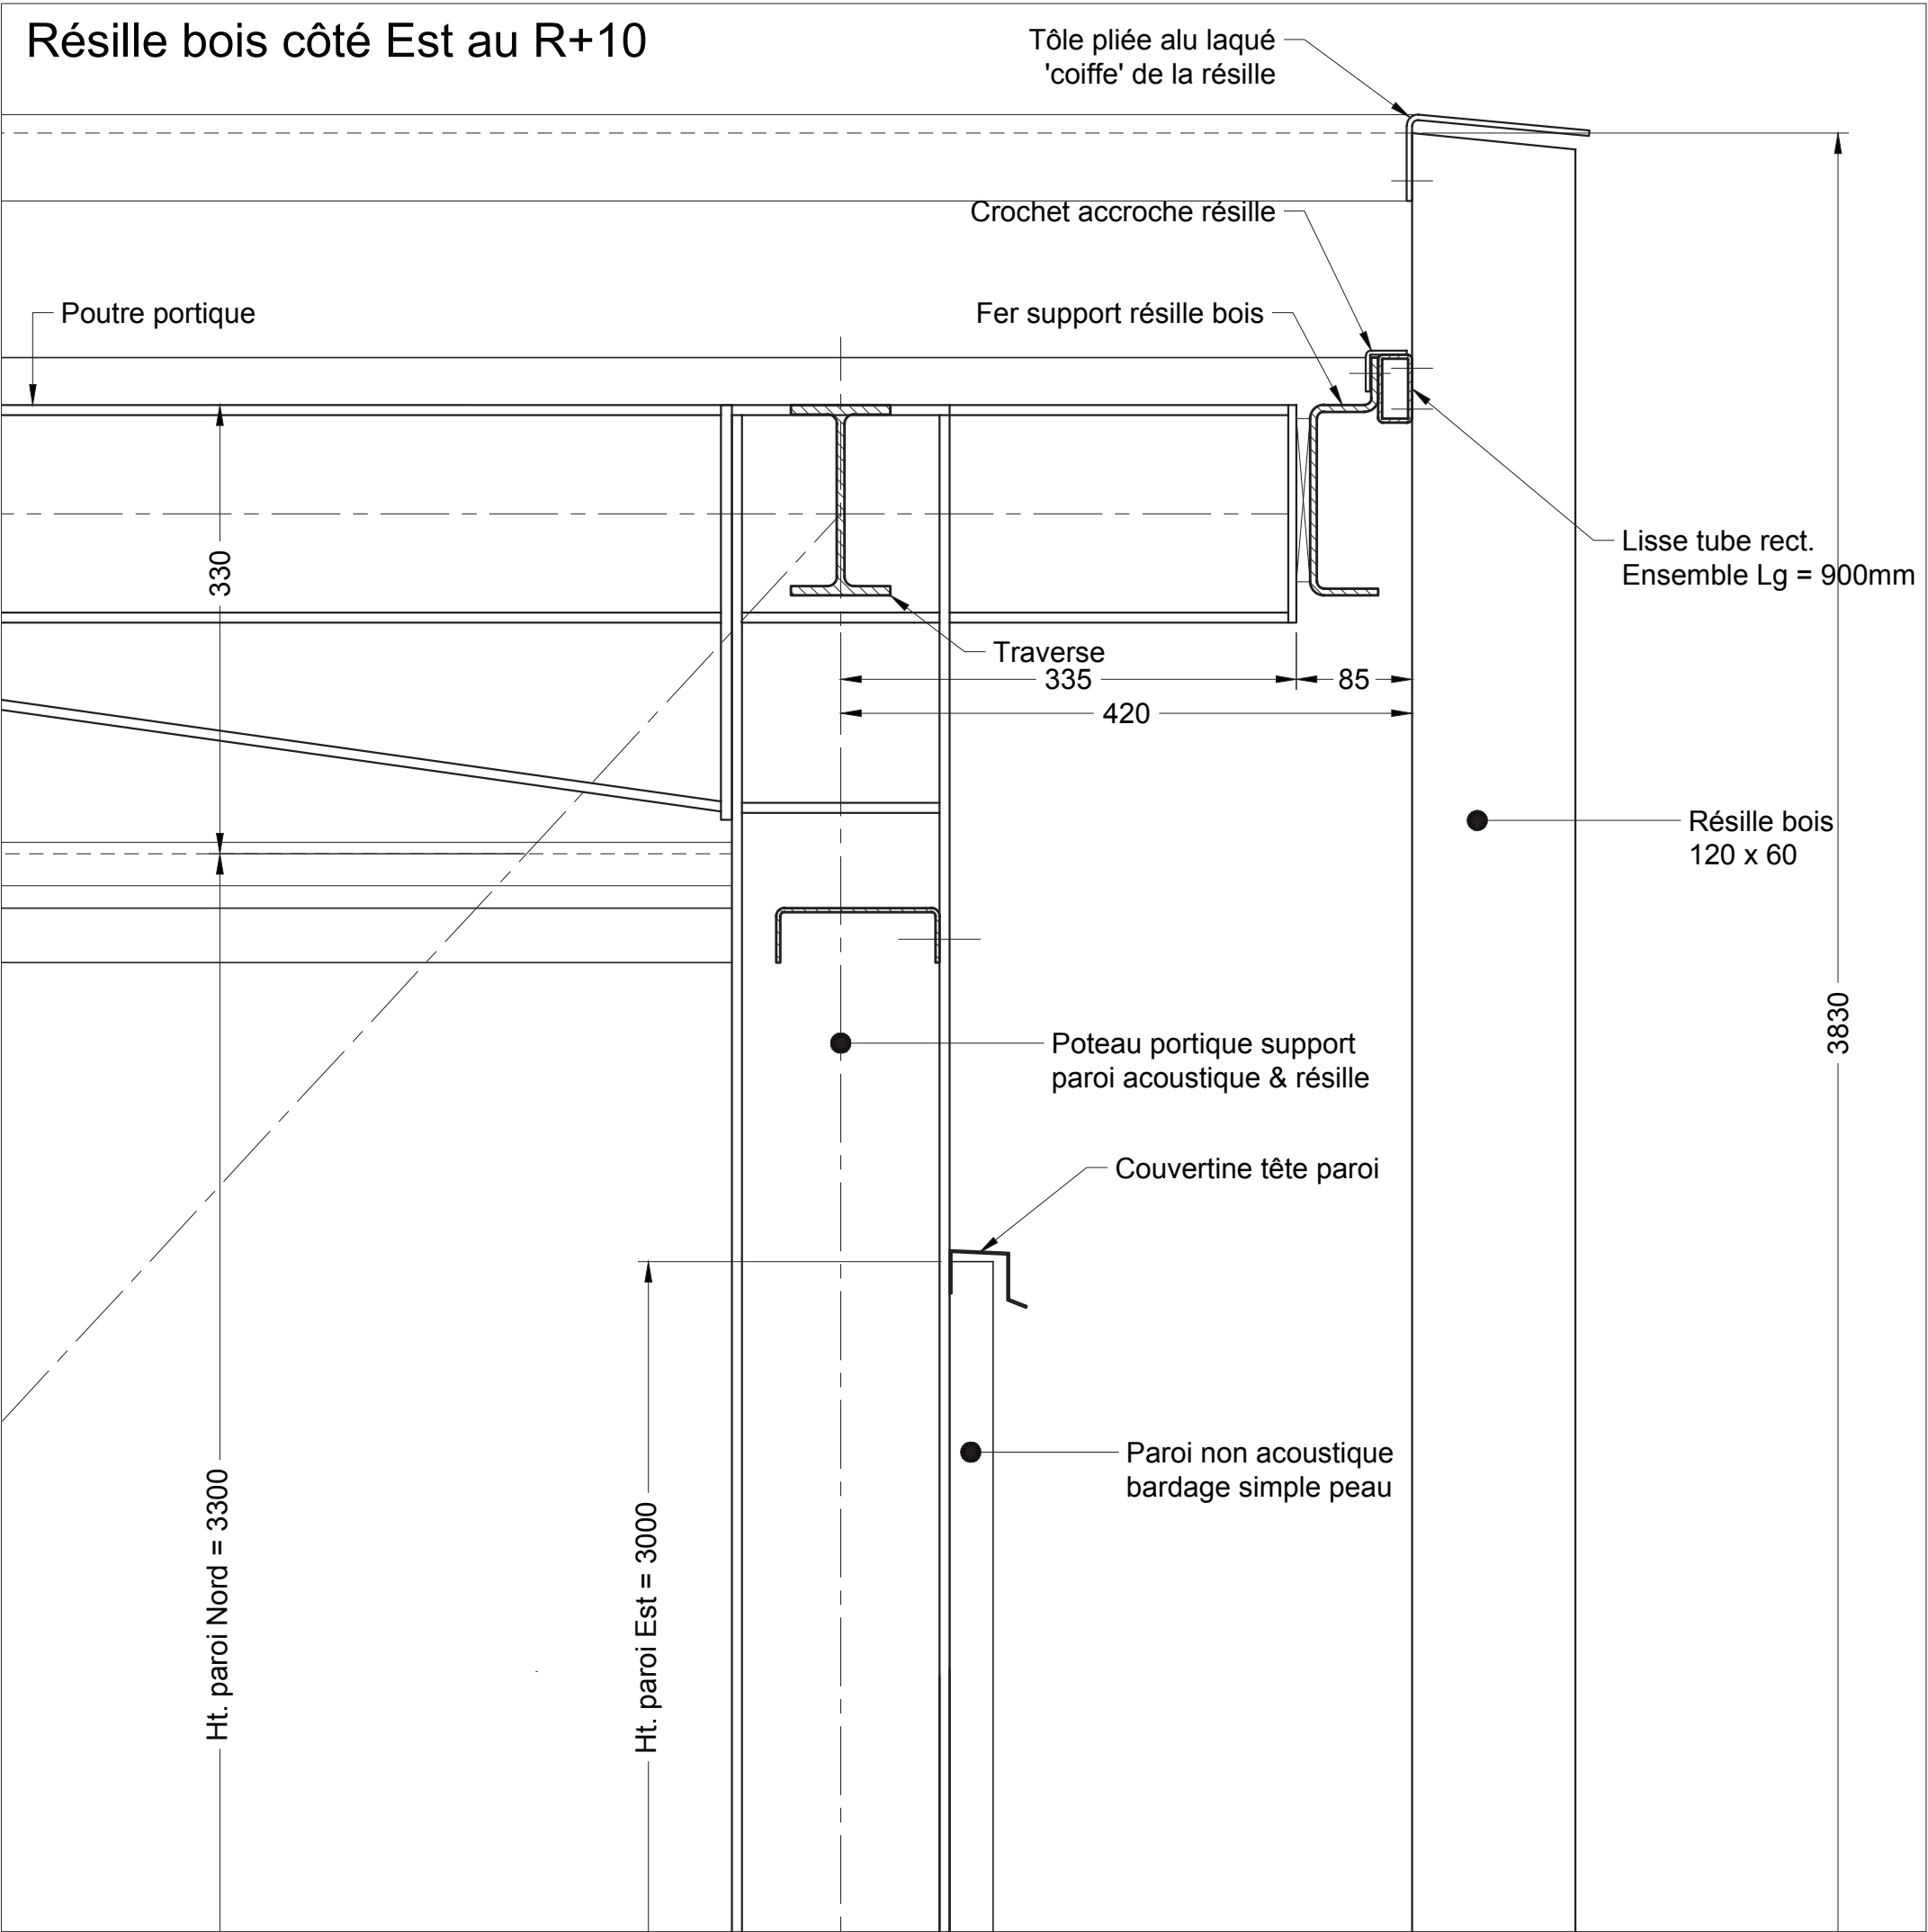 Résille bois côté Est au R+10
Tôle pliée alu laqué
'coiffe' de la résille
Crochet accroche résille
Poutre portique
Fer support résille bois
330
Lisse tube rect.
Ensemble Lg = 900mm
Traverse
335
85
420
Résille bois
120 x 60
3830
Poteau portique support
paroi acoustique & résille
Couvertine tête paroi
Paroi non acoustique
bardage simple peau
Ht. paroi Nord = 3300
Ht. paroi Est = 3000